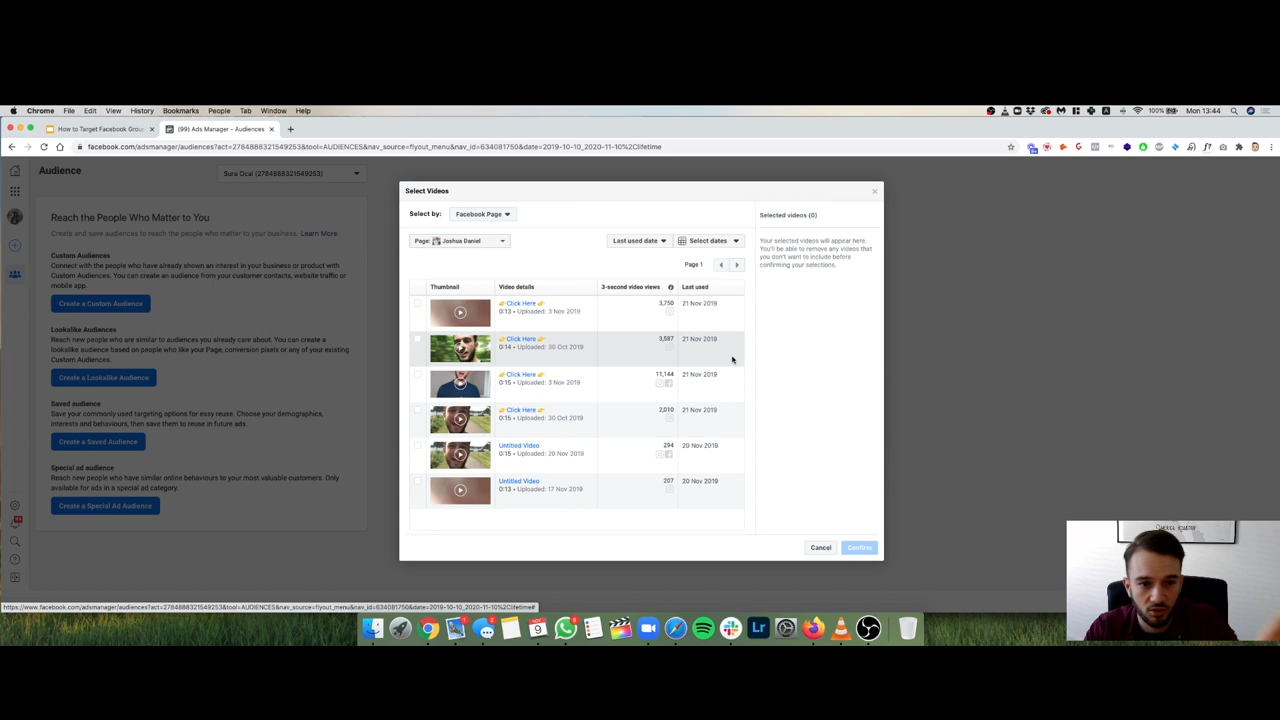 Chrome File Edit View History Bookmarks People Tab Window Help
100% Mon 13:44
How to Target Facebook Grou
(99) Ads Manager - Audiences
facebook.com/adsmanager/audiences?act=2784888321549253&tool=AUDIENCES&nav_source=flyout_menu&nav_id=634081750&date=2019-10-10_2020-11-10%2Clifetime
Audience
Sura Ocal (2784888321549253)
Reach the People Who Matter to You
Create and save audiences to reach the people who matter to your business. Learn More
Custom Audiences
Connect with the people who have already shown an interest in your business or product with
Custom Audiences. You can create an audience from your customer contacts, website traffic or
mobile app.
Create a Custom Audience
Lookalike Audiences
Reach new people who are similar to audiences you already care about. You can create a
lookalike audience based on people who like your Page, conversion pixels or any of your existing
Custom Audiences.
Create a Lookalike Audience
Saved audience
Save your commonly used targeting options for easy reuse. Choose your demographics,
interests and behaviours, then save them to reuse in future ads.
Create a Saved Audience
Special ad audience
Reach new people who have similar online behaviours to your most valuable customers. Only
available for ads in a special ad category.
Create a Special Ad Audience
Select Videos
Select by: Facebook Page
Page: Joshua Daniel
Last used date
Select dates
Page 1
Thumbnail Video details 3-second video views Last used
👉Click Here 👉 3,750 21 Nov 2019
0:13 • Uploaded: 3 Nov 2019
👉Click Here 👉 3,587 21 Nov 2019
0:14 • Uploaded: 30 Oct 2019
👉Click Here 👉 11,144 21 Nov 2019
0:15 • Uploaded: 3 Nov 2019
👉Click Here 👉 2,010 21 Nov 2019
0:15 • Uploaded: 30 Oct 2019
Untitled Video 294 20 Nov 2019
0:15 • Uploaded: 20 Nov 2019
Untitled Video 207 20 Nov 2019
0:13 • Uploaded: 17 Nov 2019
Selected videos (0)
Your selected videos will appear here.
You'll be able to remove any videos that
you don't want to include before
confirming your selections.
Cancel
Confirm
https://www.facebook.com/adsmanager/audiences?act=2784888321549253&tool=AUDIENCES&nav_source=flyout_menu&nav_id=634081750&date=2019-10-10_2020-11-10%2Clifetime#
NOV
9
Lr